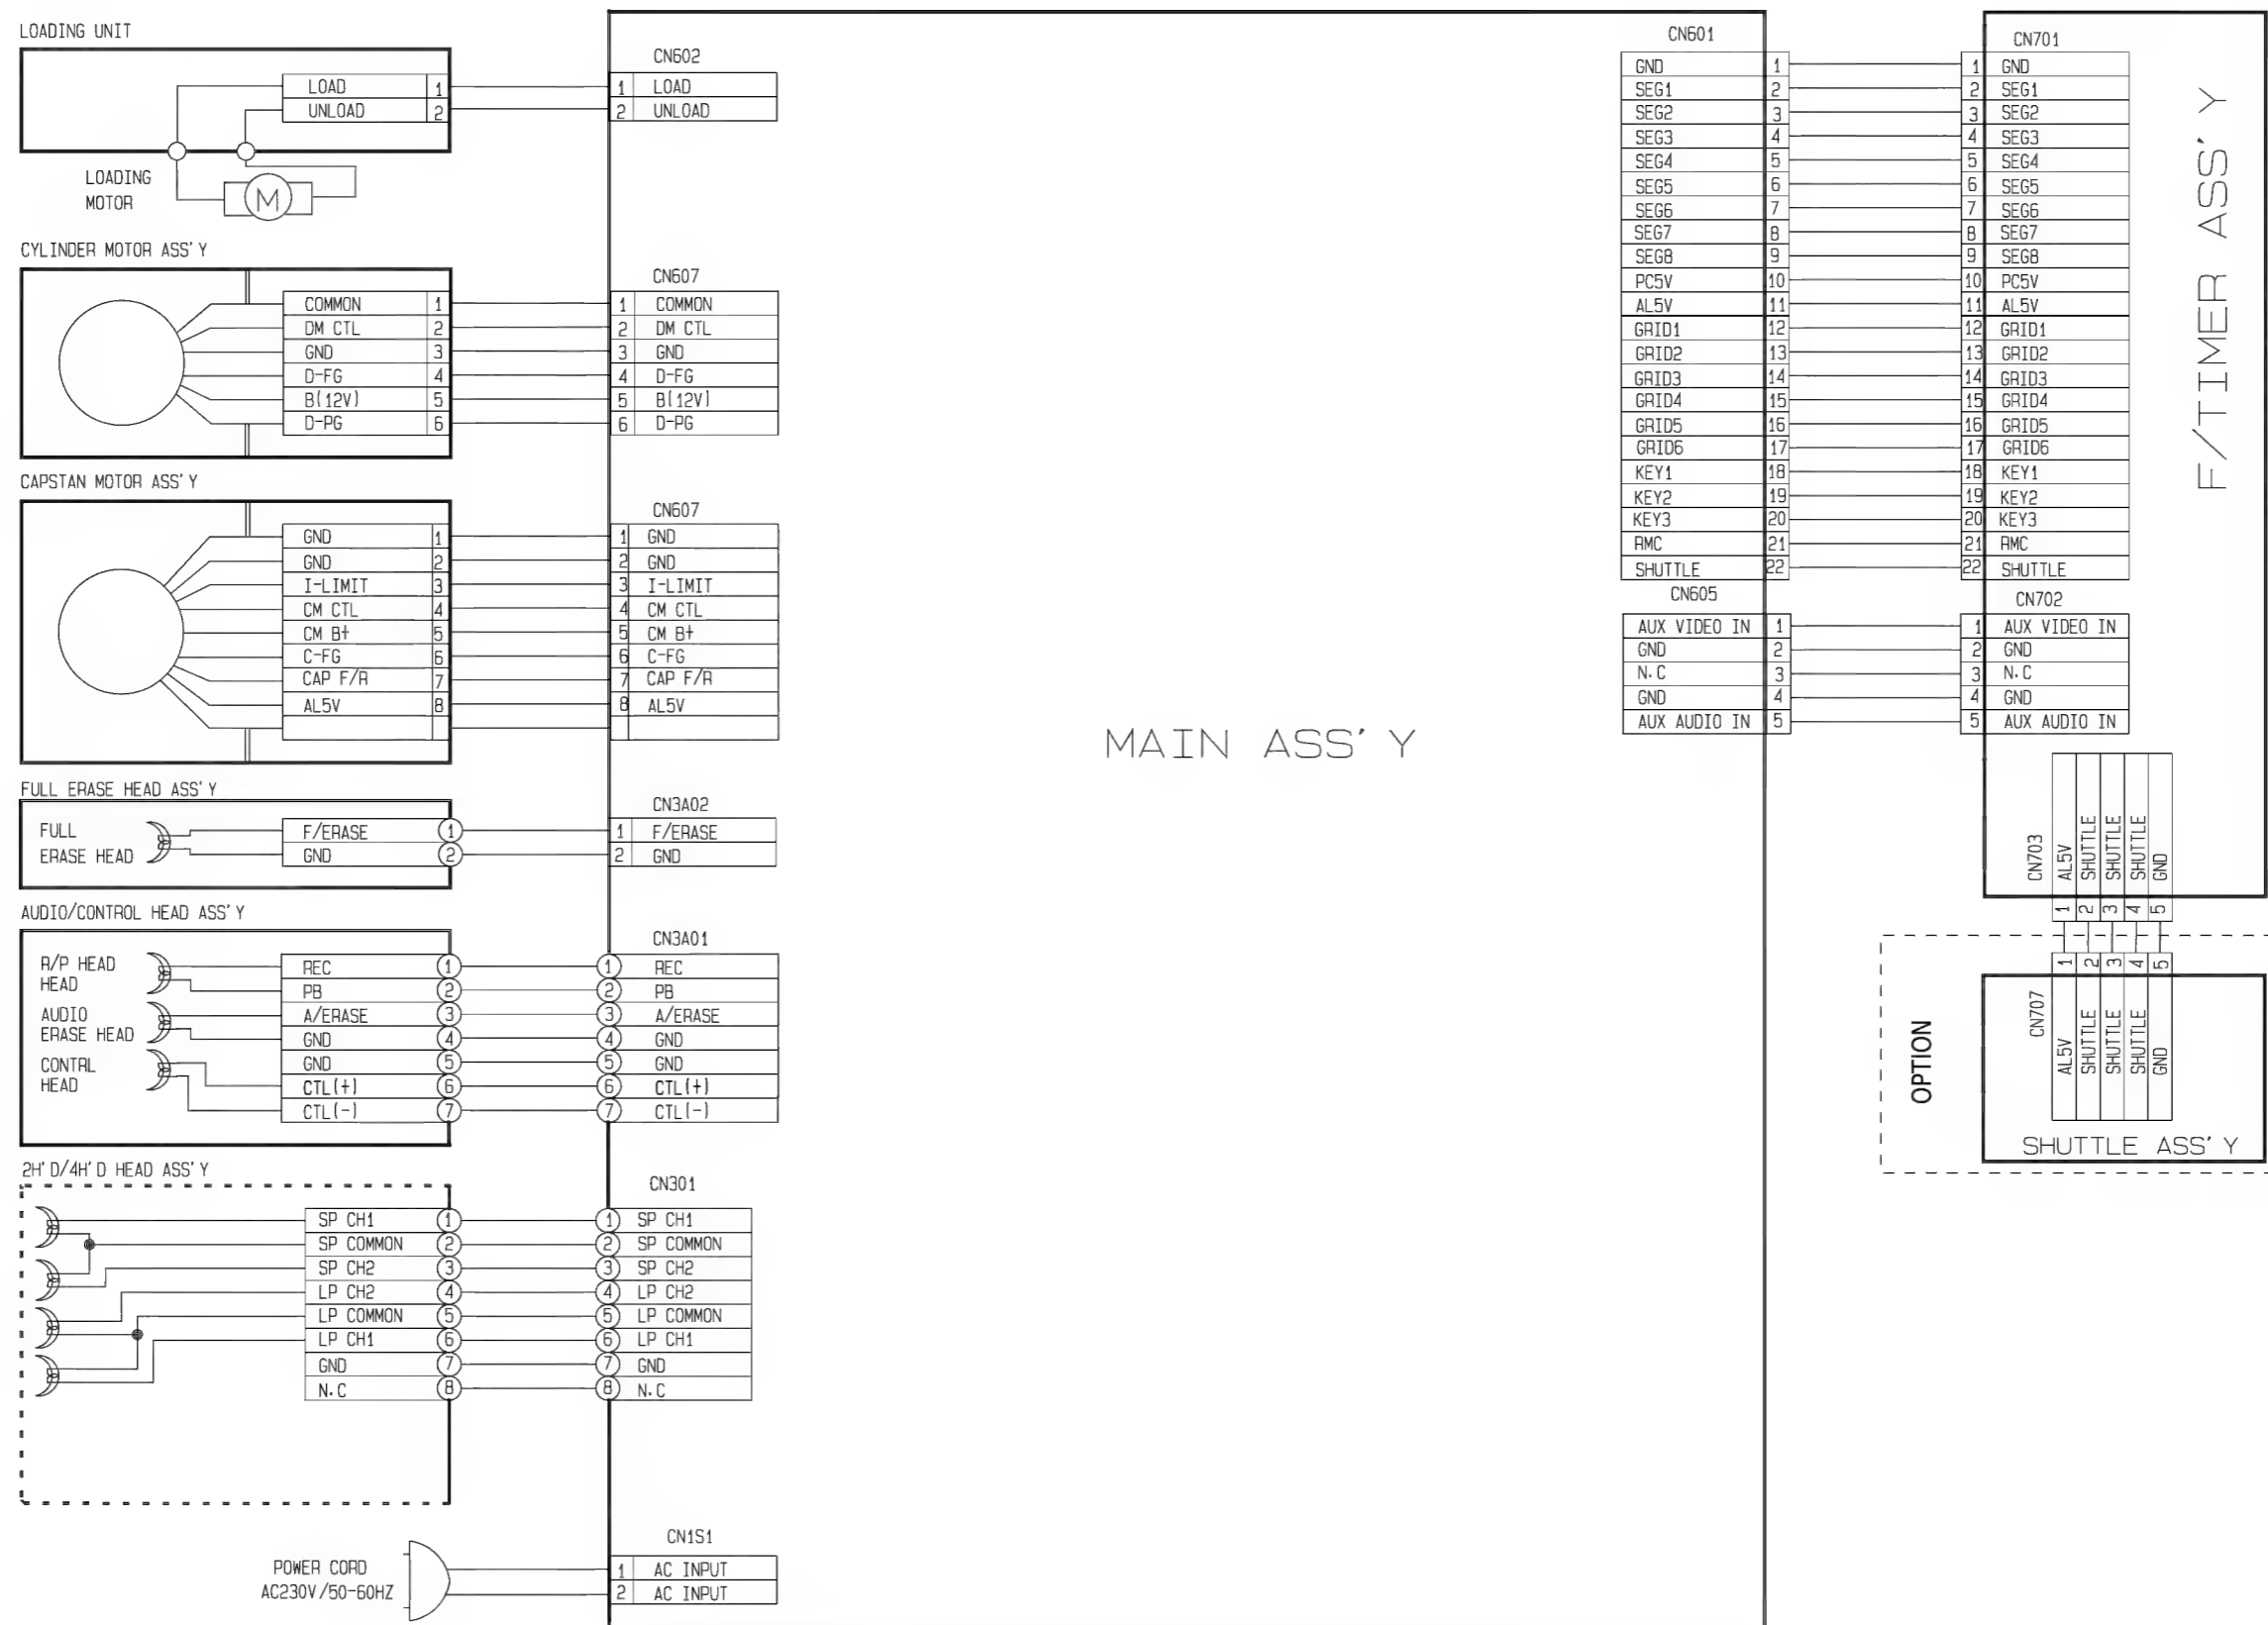 LOADING UNIT
LOAD 1
UNLOAD 2
LOADING
MOTOR
M
CN602
1 LOAD
2 UNLOAD
CYLINDER MOTOR ASS'Y
COMMON 1
DM CTL 2
GND 3
D-FG 4
B(12V) 5
D-PG 6
CN607
1 COMMON
2 DM CTL
3 GND
4 D-FG
5 B(12V)
6 D-PG
CAPSTAN MOTOR ASS'Y
GND 1
GND 2
I-LIMIT 3
CM CTL 4
CM B+ 5
C-FG 6
CAP F/R 7
AL5V 8
CN607
1 GND
2 GND
3 I-LIMIT
4 CM CTL
5 CM B+
6 C-FG
7 CAP F/R
8 AL5V
FULL ERASE HEAD ASS'Y
FULL
ERASE HEAD
F/ERASE 1
GND 2
CN3A02
1 F/ERASE
2 GND
AUDIO/CONTROL HEAD ASS'Y
R/P HEAD
HEAD
AUDIO
ERASE HEAD
CONTRL
HEAD
REC 1
PB 2
A/ERASE 3
GND 4
GND 5
CTL(+) 6
CTL(-) 7
CN3A01
1 REC
2 PB
3 A/ERASE
4 GND
5 GND
6 CTL(+)
7 CTL(-)
2H'D/4H'D HEAD ASS'Y
SP CH1 1
SP COMMON 2
SP CH2 3
LP CH2 4
LP COMMON 5
LP CH1 6
GND 7
N.C 8
CN301
1 SP CH1
2 SP COMMON
3 SP CH2
4 LP CH2
5 LP COMMON
6 LP CH1
7 GND
8 N.C
POWER CORD
AC230V/50-60HZ
CN1S1
1 AC INPUT
2 AC INPUT
MAIN ASS'Y
CN601
GND 1
SEG1 2
SEG2 3
SEG3 4
SEG4 5
SEG5 6
SEG6 7
SEG7 8
SEG8 9
PC5V 10
AL5V 11
GRID1 12
GRID2 13
GRID3 14
GRID4 15
GRID5 16
GRID6 17
KEY1 18
KEY2 19
KEY3 20
RMC 21
SHUTTLE 22
CN605
AUX VIDEO IN 1
GND 2
N.C 3
GND 4
AUX AUDIO IN 5
CN701
1 GND
2 SEG1
3 SEG2
4 SEG3
5 SEG4
6 SEG5
7 SEG6
8 SEG7
9 SEG8
10 PC5V
11 AL5V
12 GRID1
13 GRID2
14 GRID3
15 GRID4
16 GRID5
17 GRID6
18 KEY1
19 KEY2
20 KEY3
21 RMC
22 SHUTTLE
CN702
1 AUX VIDEO IN
2 GND
3 N.C
4 GND
5 AUX AUDIO IN
F/TIMER ASS'Y
CN703
1 AL5V
2 SHUTTLE
3 SHUTTLE
4 SHUTTLE
5 GND
OPTION
CN707
1 AL5V
2 SHUTTLE
3 SHUTTLE
4 SHUTTLE
5 GND
SHUTTLE ASS'Y